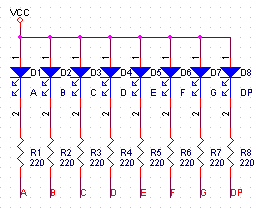 VCC
1 1 1 1 1 1 1 1
D1 D2 D3 D4 D5 D6 D7 D8
A B C D E F G DP
2 2 2 2 2 2 2 2
R1 R2 R3 R4 R5 R6 R7 R8
220 220 220 220 220 220 220 220
A B C D E F G DP